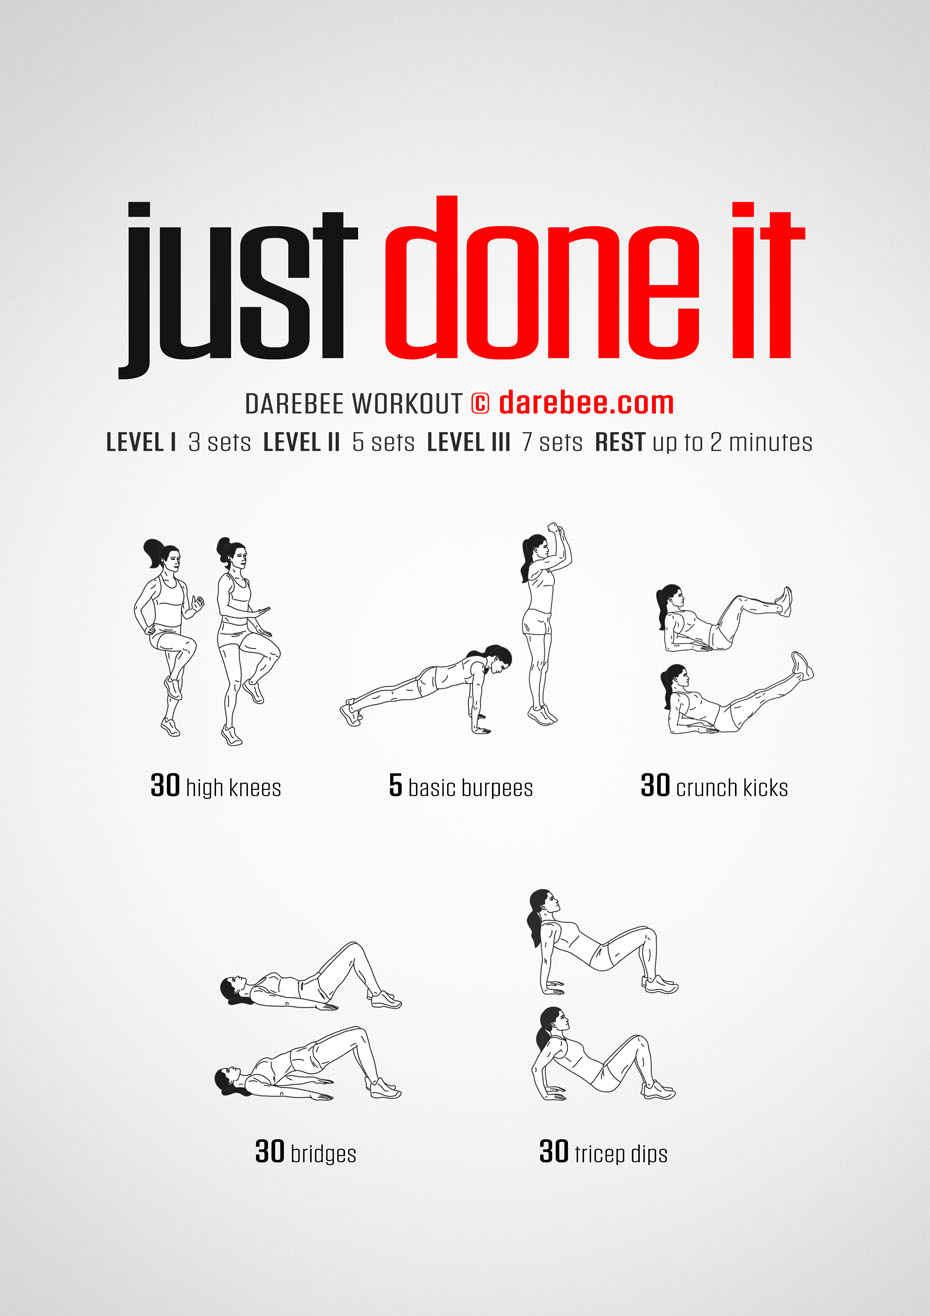 just done it
DAREBEE WORKOUT © darebee.com
LEVEL I 3 sets LEVEL II 5 sets LEVEL III 7 sets REST up to 2 minutes
30 high knees
5 basic burpees
30 crunch kicks
30 bridges
30 tricep dips